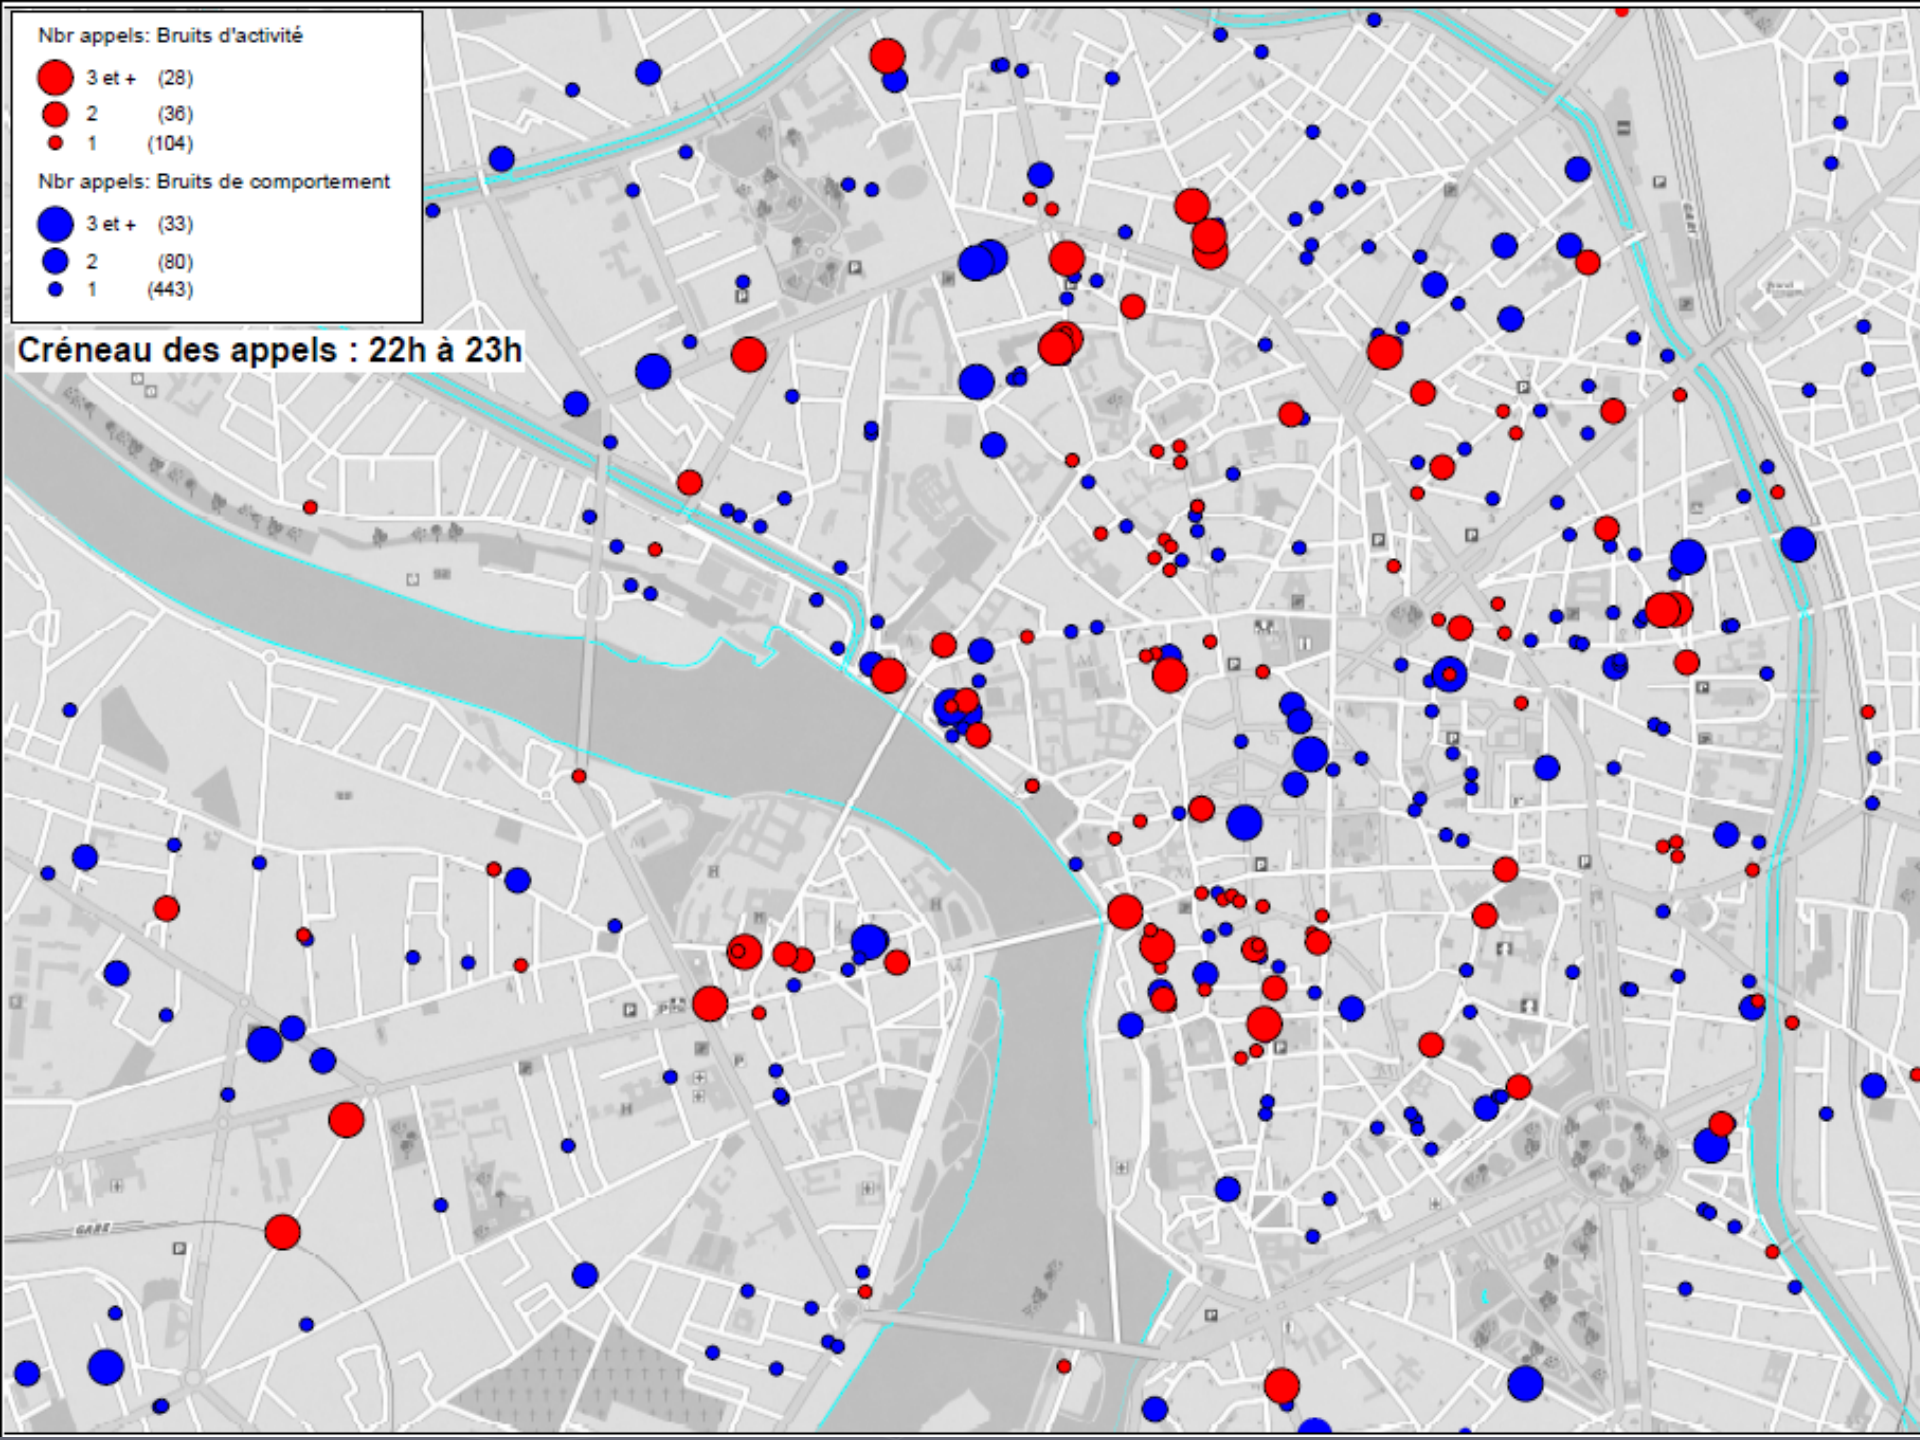 Nbr appels: Bruits d'activité
3 et + (28)
2 (36)
1 (104)
Nbr appels: Bruits de comportement
3 et + (33)
2 (80)
1 (443)
Créneau des appels : 22h à 23h
GARE